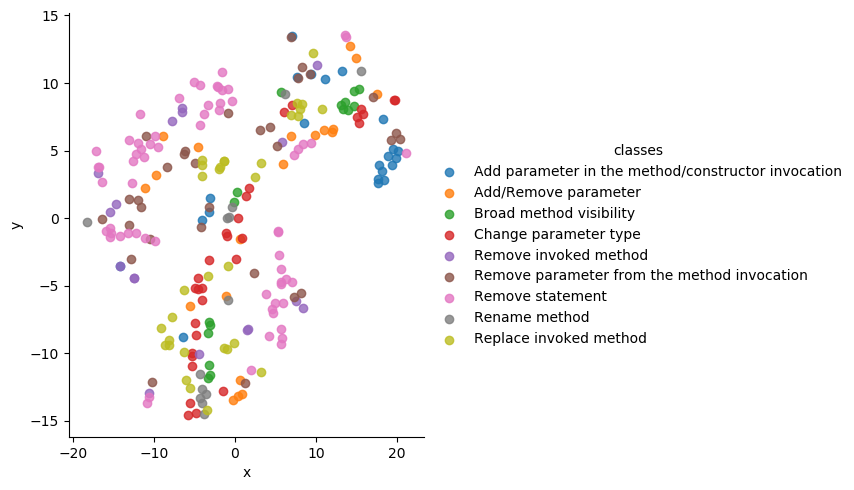 15
10
5
0
−5
−10
−15
y
−20
−10
0
10
20
x
classes
Add parameter in the method/constructor invocation
Add/Remove parameter
Broad method visibility
Change parameter type
Remove invoked method
Remove parameter from the method invocation
Remove statement
Rename method
Replace invoked method